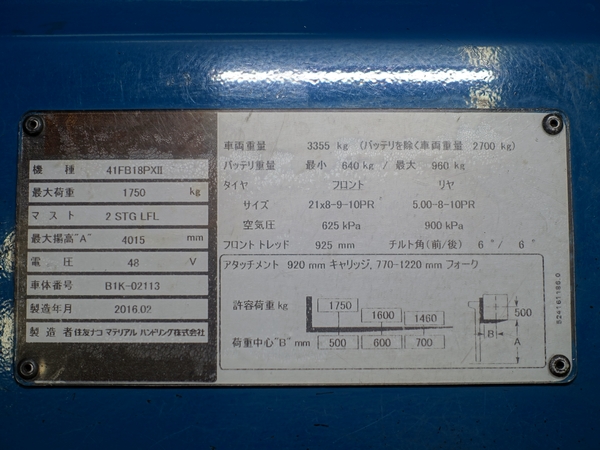 機 種 41FB18PXⅡ
最大荷重 1750 kg
マ ス ト 2 STG LFL
最大揚高"A" 4015 mm
電 圧 48 V
車体番号 B1K-02113
製造年月 2016.02
製 造 者 住友ナコ マテリアル ハンドリング株式会社
車両重量 3355 kg (バッテリを除く車両重量 2700 kg)
バッテリ重量 最小 640 kg / 最大 960 kg
タイヤ フロント リヤ
サイズ 21x8-9-10PR 5.00-8-10PR
空気圧 625 kPa 900 kPa
フロント トレッド 925 mm チルト角(前/後) 6 °/ 6 °
アタッチメント 920 mm キャリッジ, 770-1220 mm フォーク
許容荷重 kg 1750 1600 1460
荷重中心"B" mm 500 600 700
500
B
A
524161188.0